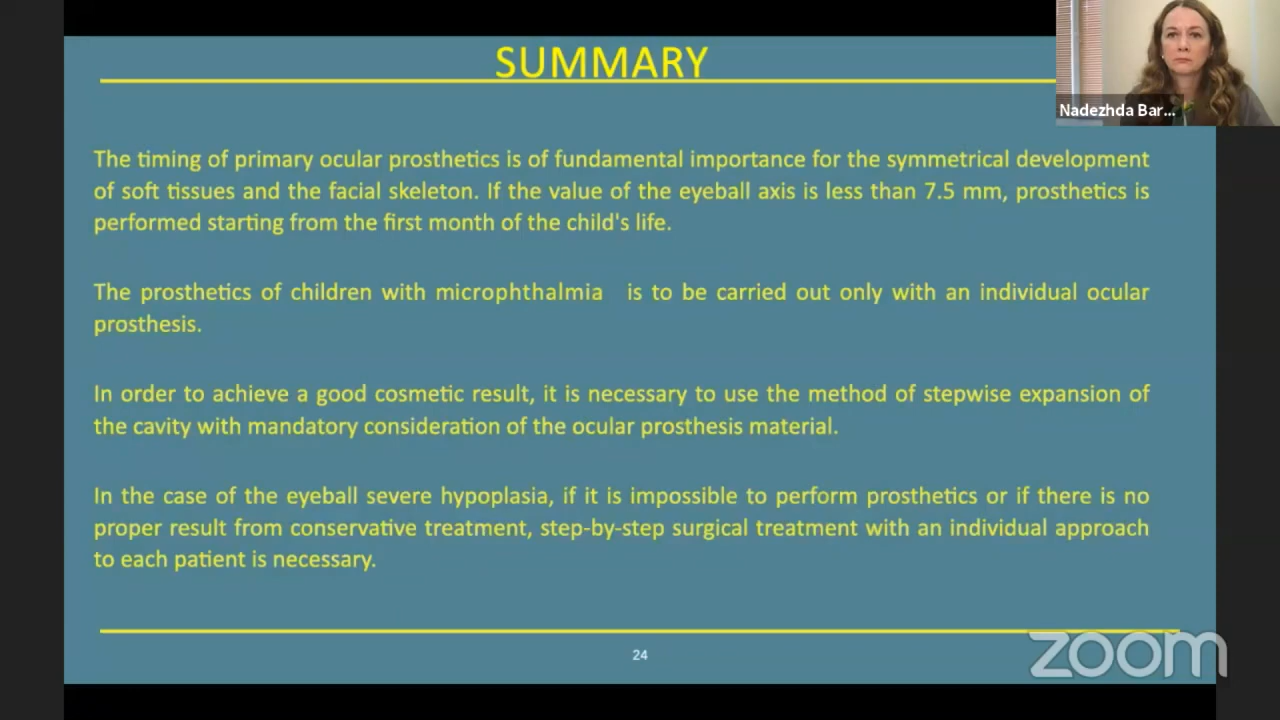 SUMMARY
Nadezhda Bar...
The timing of primary ocular prosthetics is of fundamental importance for the symmetrical development
of soft tissues and the facial skeleton. If the value of the eyeball axis is less than 7.5 mm, prosthetics is
performed starting from the first month of the child's life.
The prosthetics of children with microphthalmia is to be carried out only with an individual ocular
prosthesis.
In order to achieve a good cosmetic result, it is necessary to use the method of stepwise expansion of
the cavity with mandatory consideration of the ocular prosthesis material.
In the case of the eyeball severe hypoplasia, if it is impossible to perform prosthetics or if there is no
proper result from conservative treatment, step-by-step surgical treatment with an individual approach
to each patient is necessary.
24
zoom